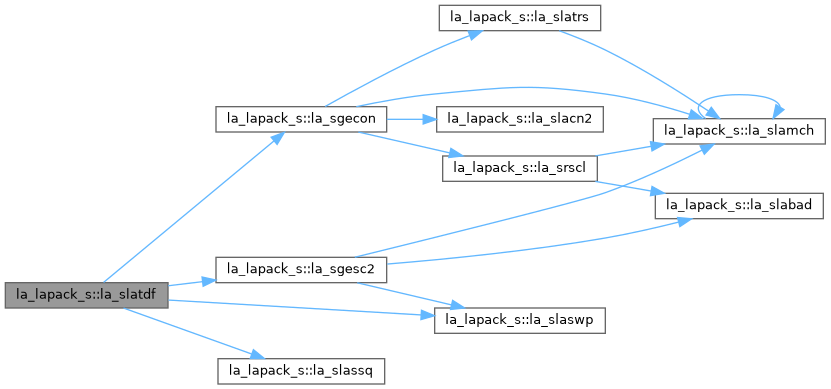 la_lapack_s::la_slatrs
la_lapack_s::la_sgecon
la_lapack_s::la_slacn2
la_lapack_s::la_slamch
la_lapack_s::la_srscl
la_lapack_s::la_slabad
la_lapack_s::la_sgesc2
la_lapack_s::la_slatdf
la_lapack_s::la_slaswp
la_lapack_s::la_slassq